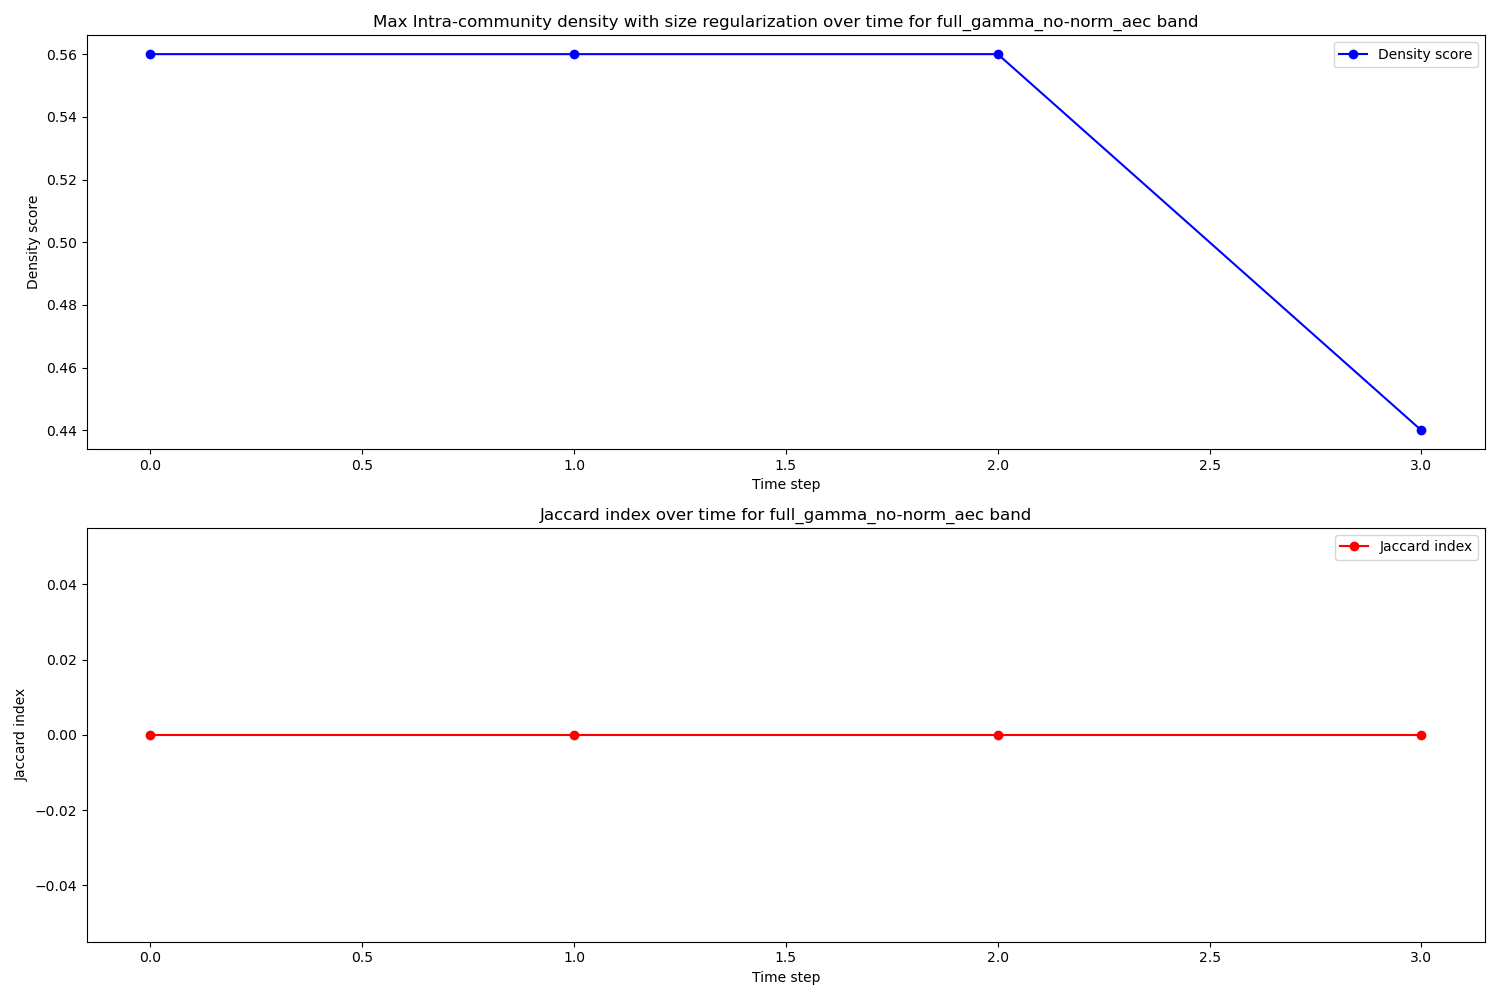 Max Intra-community density with size regularization over time for full_gamma_no-norm_aec band
Density score
0.56
0.54
0.52
0.50
0.48
0.46
0.44
Density score
0.0 0.5 1.0 1.5 2.0 2.5 3.0
Time step
Jaccard index over time for full_gamma_no-norm_aec band
Jaccard index
0.04
0.02
0.00
−0.02
−0.04
Jaccard index
0.0 0.5 1.0 1.5 2.0 2.5 3.0
Time step